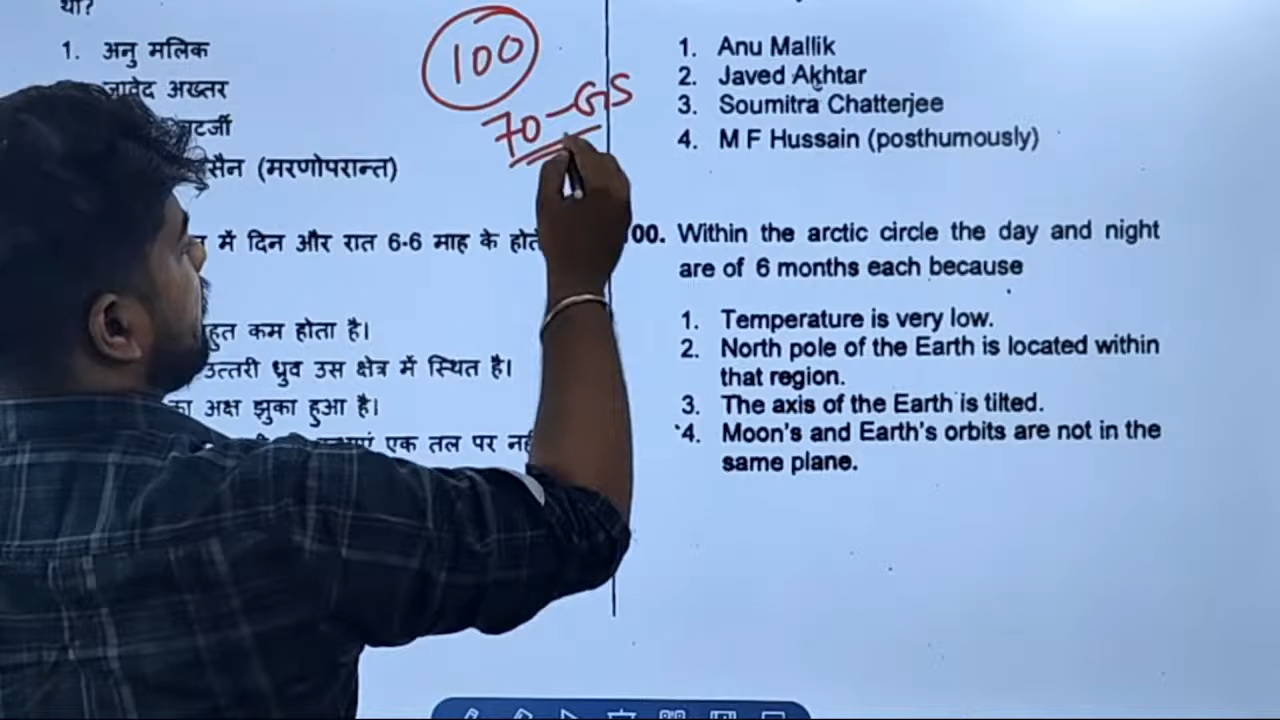 था?
1. अनु मलिक
जावेद अख्तर
टर्जी
सैन (मरणोपरान्त)
में दिन और रात 6-6 माह के
हुत कम होता है।
उत्तरी ध्रुव उस क्षेत्र में स्थित है।
अक्ष झुका हुआ है।
एक तल पर
100
70-GS
1. Anu Mallik
2. Javed Akhtar
3. Soumitra Chatterjee
4. M F Hussain (posthumously)
00. Within the arctic circle the day and night
are of 6 months each because
1. Temperature is very low.
2. North pole of the Earth is located within
that region.
3. The axis of the Earth is tilted.
4. Moon's and Earth's orbits are not in the
same plane.